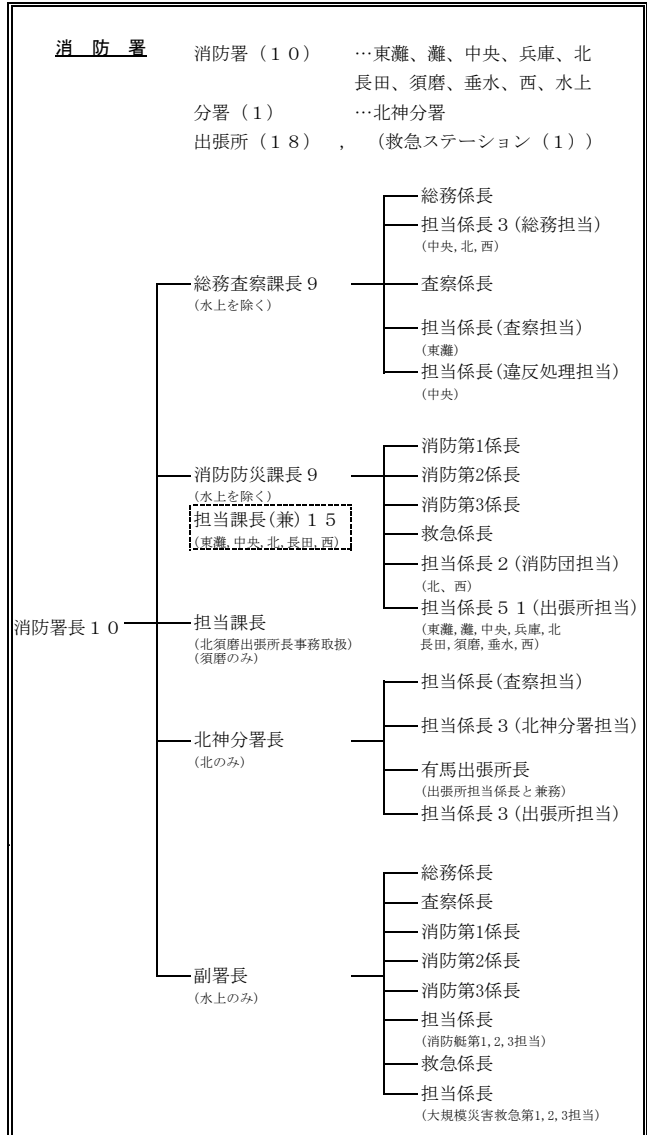 消 防 署
消防署（１０） …東灘、灘、中央、兵庫、北
長田、須磨、垂水、西、水上
分署（１） …北神分署
出張所（１８） ， （救急ステーション（１））
総務係長
担当係長３(総務担当)
(中央,北,西)
総務査察課長９
(水上を除く)
査察係長
担当係長(査察担当)
(東灘)
担当係長(違反処理担当)
(中央)
消防第1係長
消防防災課長９
(水上を除く)
消防第2係長
担当課長(兼)１５
(東灘,中央,北,長田,西)
消防第3係長
救急係長
担当係長２(消防団担当)
(北、西)
担当係長５１(出張所担当)
(東灘,灘,中央,兵庫,北
長田,須磨,垂水,西)
消防署長１０
担当課長
(北須磨出張所長事務取扱)
(須磨のみ)
担当係長(査察担当)
担当係長３(北神分署担当)
北神分署長
(北のみ)
有馬出張所長
(出張所担当係長と兼務)
担当係長３(出張所担当)
総務係長
査察係長
消防第1係長
消防第2係長
副署長
(水上のみ)
消防第3係長
担当係長
(消防艇第1,2,3担当)
救急係長
担当係長
(大規模災害救急第1,2,3担当)